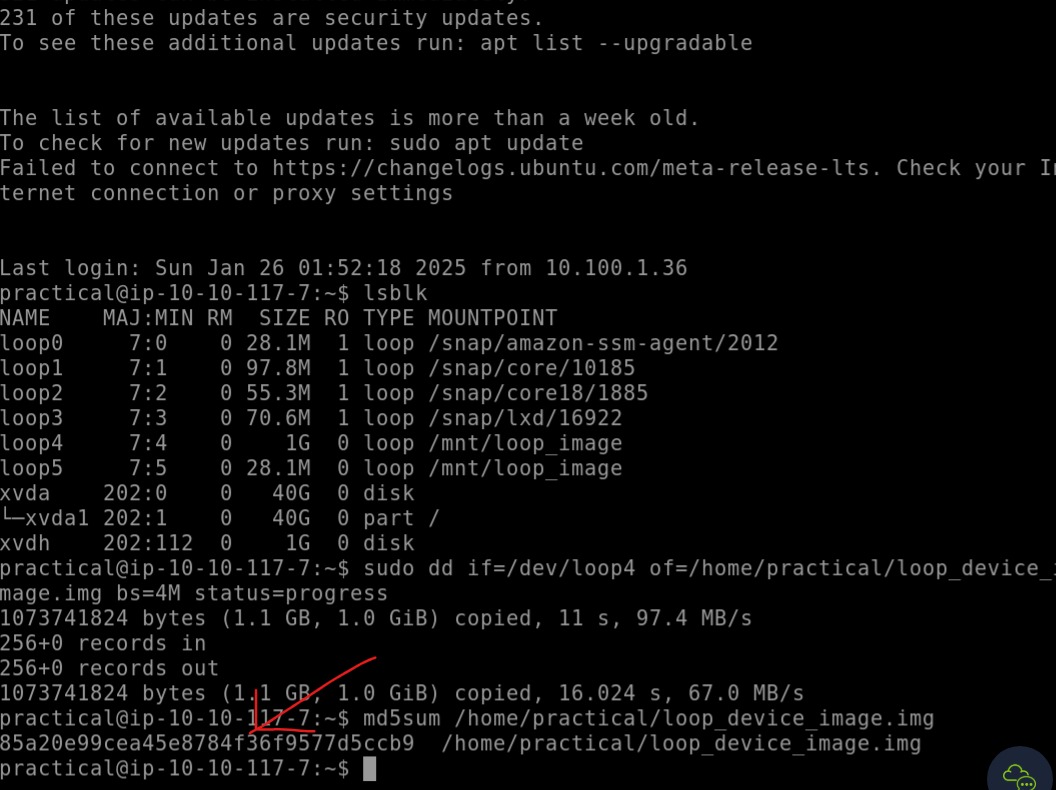 231 of these updates are security updates.
To see these additional updates run: apt list --upgradable
The list of available updates is more than a week old.
To check for new updates run: sudo apt update
Failed to connect to https://changelogs.ubuntu.com/meta-release-lts. Check your In
ternet connection or proxy settings
Last login: Sun Jan 26 01:52:18 2025 from 10.100.1.36
practical@ip-10-10-117-7:~$ lsblk
NAME    MAJ:MIN RM   SIZE RO TYPE MOUNTPOINT
loop0     7:0    0  28.1M  1 loop /snap/amazon-ssm-agent/2012
loop1     7:1    0  97.8M  1 loop /snap/core/10185
loop2     7:2    0  55.3M  1 loop /snap/core18/1885
loop3     7:3    0  70.6M  1 loop /snap/lxd/16922
loop4     7:4    0     1G  0 loop /mnt/loop_image
loop5     7:5    0  28.1M  0 loop /mnt/loop_image
xvda    202:0    0    40G  0 disk
└─xvda1 202:1    0    40G  0 part /
xvdh    202:112  0     1G  0 disk
practical@ip-10-10-117-7:~$ sudo dd if=/dev/loop4 of=/home/practical/loop_device_i
mage.img bs=4M status=progress
1073741824 bytes (1.1 GB, 1.0 GiB) copied, 11 s, 97.4 MB/s
256+0 records in
256+0 records out
1073741824 bytes (1.1 GB, 1.0 GiB) copied, 16.024 s, 67.0 MB/s
practical@ip-10-10-117-7:~$ md5sum /home/practical/loop_device_image.img
85a20e99cea45e8784f36f9577d5ccb9  /home/practical/loop_device_image.img
practical@ip-10-10-117-7:~$